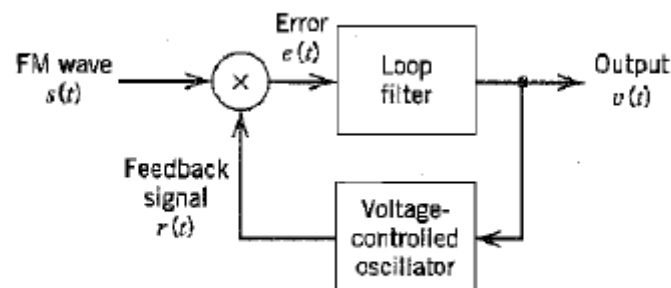 Error
e(t)
FM wave
s(t)
×
Loop
filter
Output
v(t)
Feedback
signal
r(t)
Voltage-
controlled
oscillator